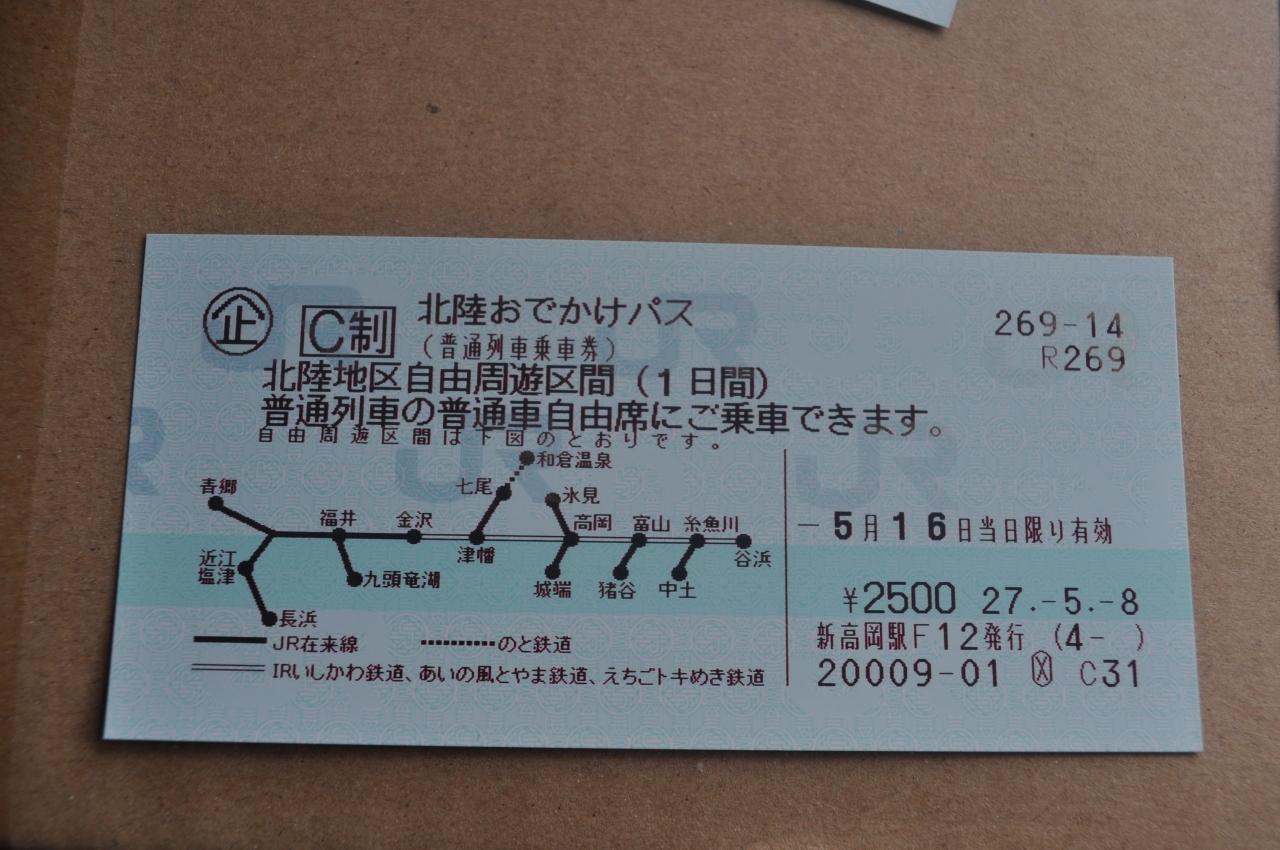 企 C制 北陸おでかけパス
269-14
(普通列車乗車券)
R269
北陸地区自由周遊区間(1日間)
普通列車の普通車自由席にご乗車できます。
自由周遊区間は下図のとおりです。
和倉温泉
青郷 七尾 氷見
福井 金沢 高岡 富山 糸魚川
津幡 谷浜
近江
塩津 九頭竜湖 城端 猪谷 中土
長浜
JR在来線 のと鉄道
IRいしかわ鉄道、あいの風とやま鉄道、えちごトキめき鉄道
-5月16日当日限り有効
¥2500 27.-5.-8
新高岡駅F12発行 (4- )
20009-01 X C31
JR
JR
JR